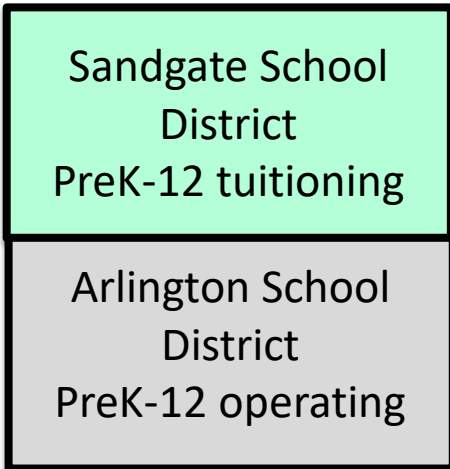 Sandgate School
District
PreK-12 tuitioning
Arlington School
District
PreK-12 operating